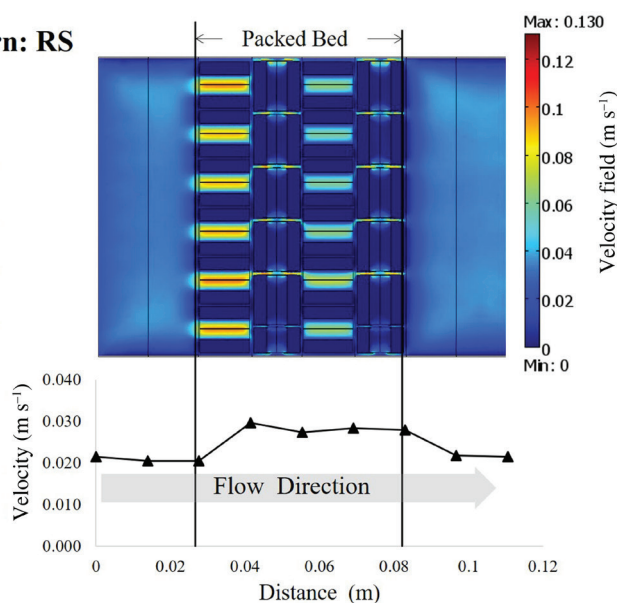 rn: RS
Packed Bed
Max: 0.130
0.12
0.1
0.08
0.06
0.04
0.02
0
Min: 0
Velocity field (m s⁻¹)
0.040
0.030
0.020
0.010
0.000
Velocity (m s⁻¹)
Flow Direction
0
0.02
0.04
0.06
0.08
0.1
0.12
Distance (m)